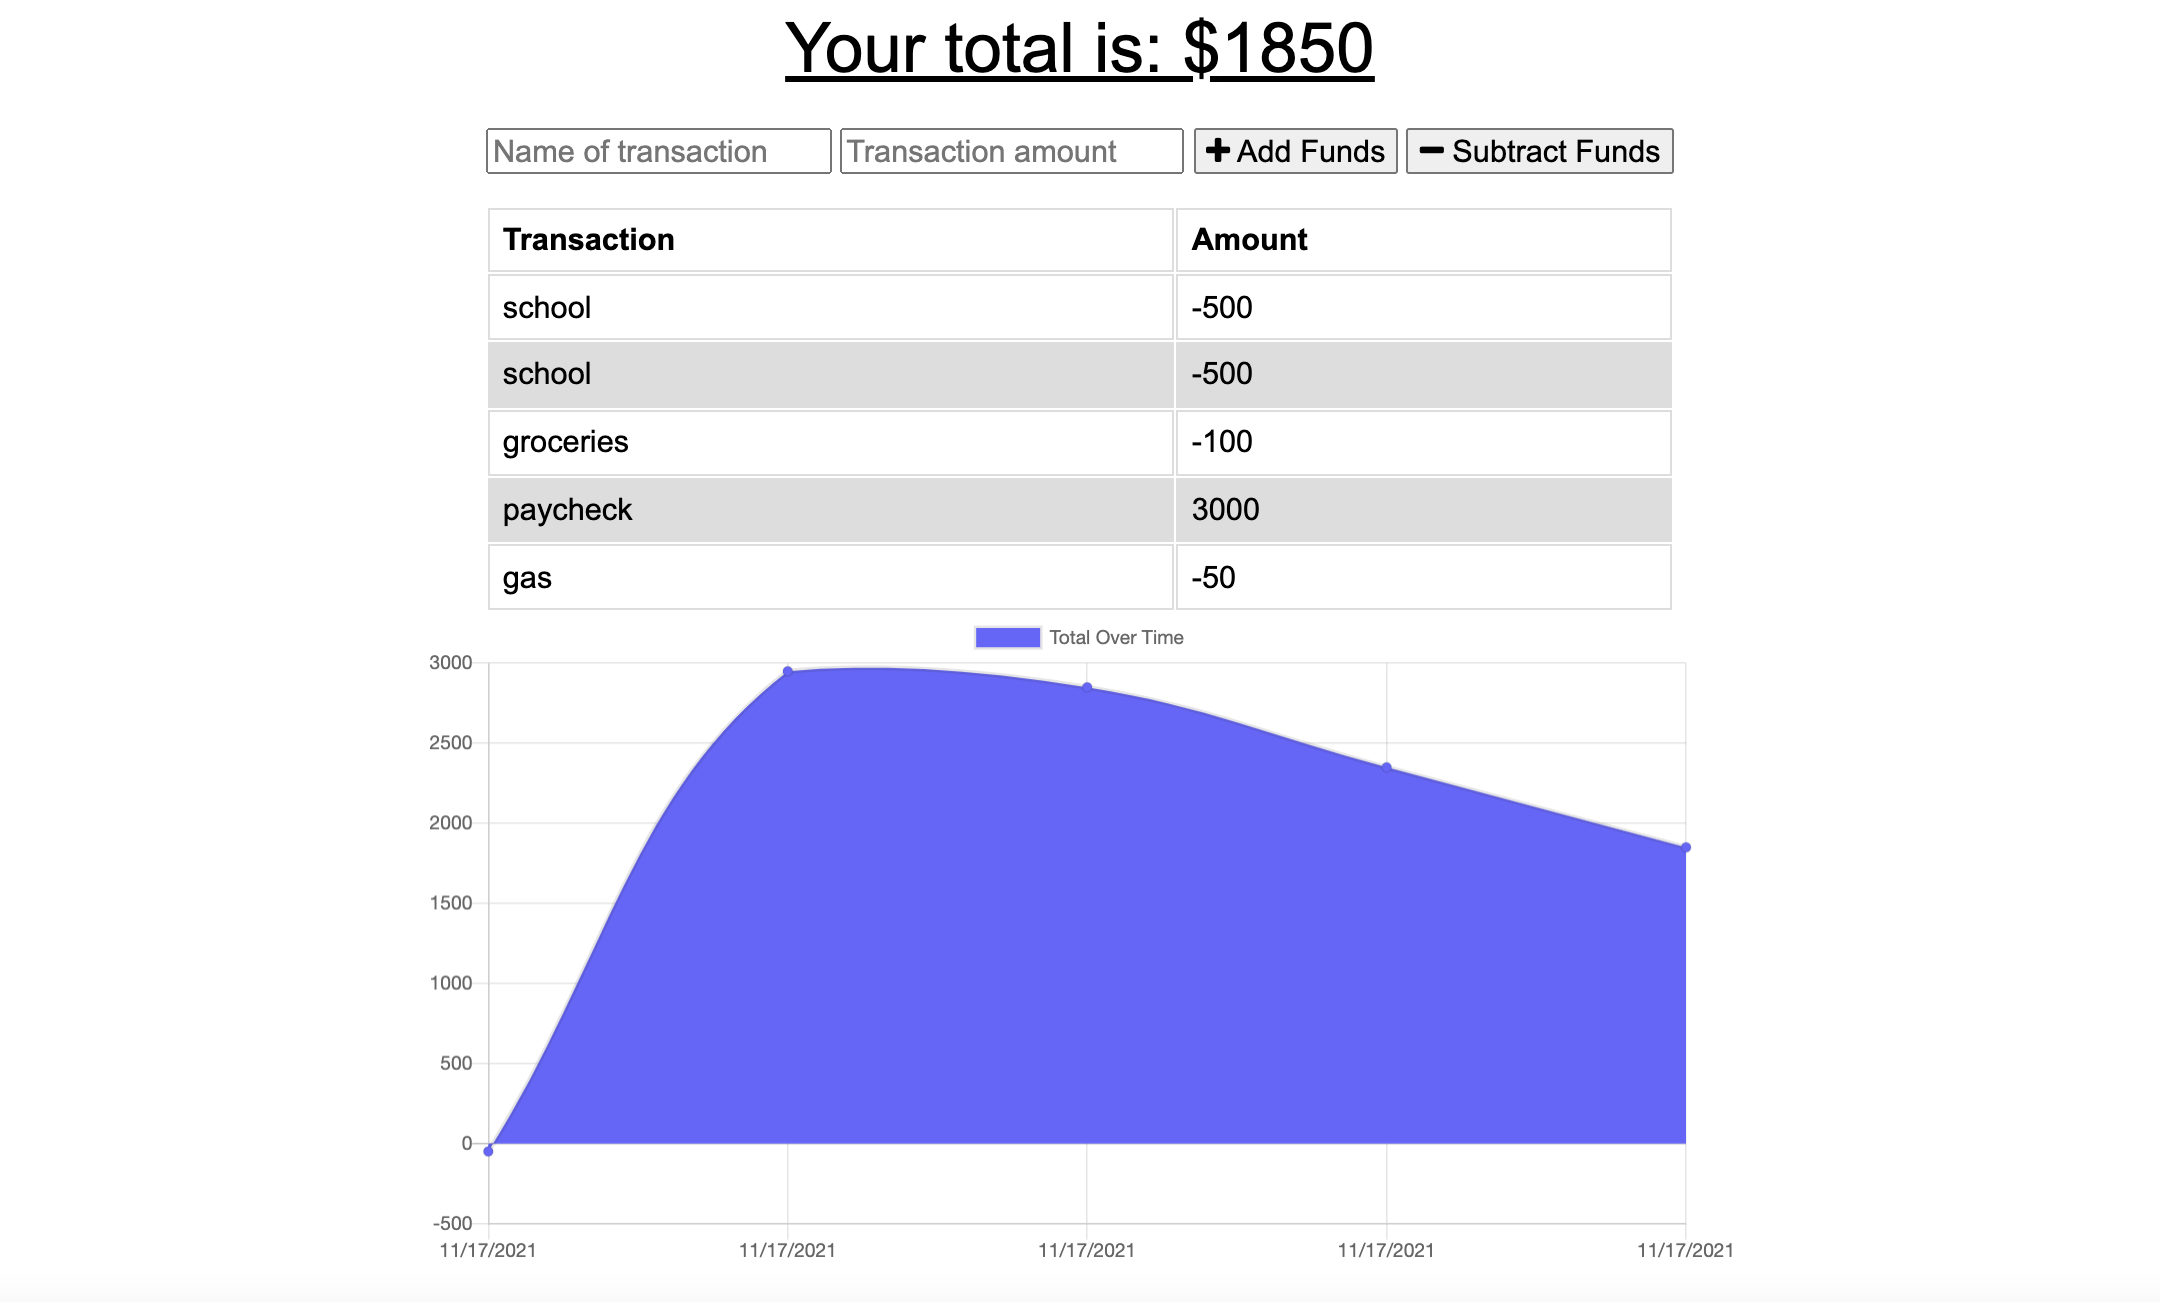 Your total is: $1850
Name of transaction Transaction amount Add Funds Subtract Funds
Transaction Amount
school -500
school -500
groceries -100
paycheck 3000
gas -50
Total Over Time
3000
2500
2000
1500
1000
500
0
-500
11/17/2021 11/17/2021 11/17/2021 11/17/2021 11/17/2021